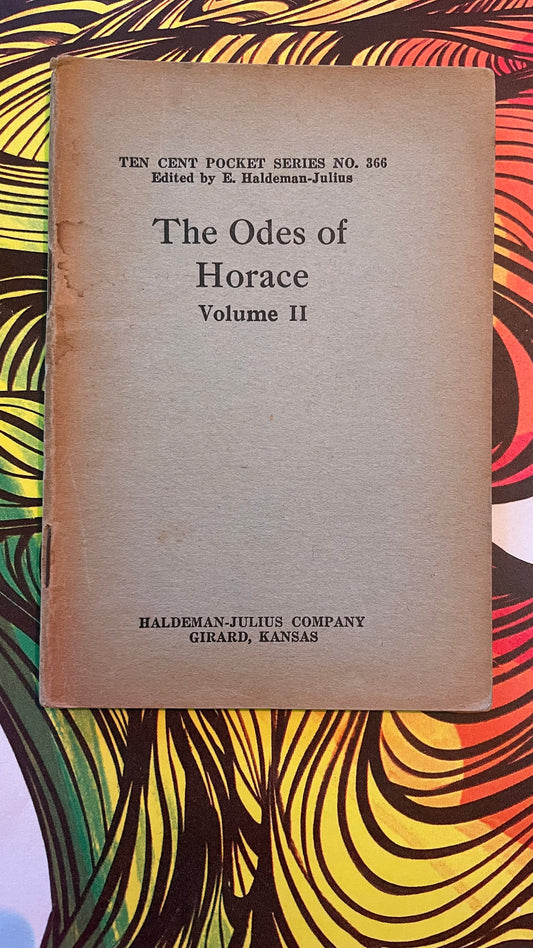 TEN CENT POCKET SERIES NO. 366
Edited by E. Haldeman-Julius
The Odes of
Horace
Volume II
HALDEMAN-JULIUS COMPANY
GIRARD, KANSAS